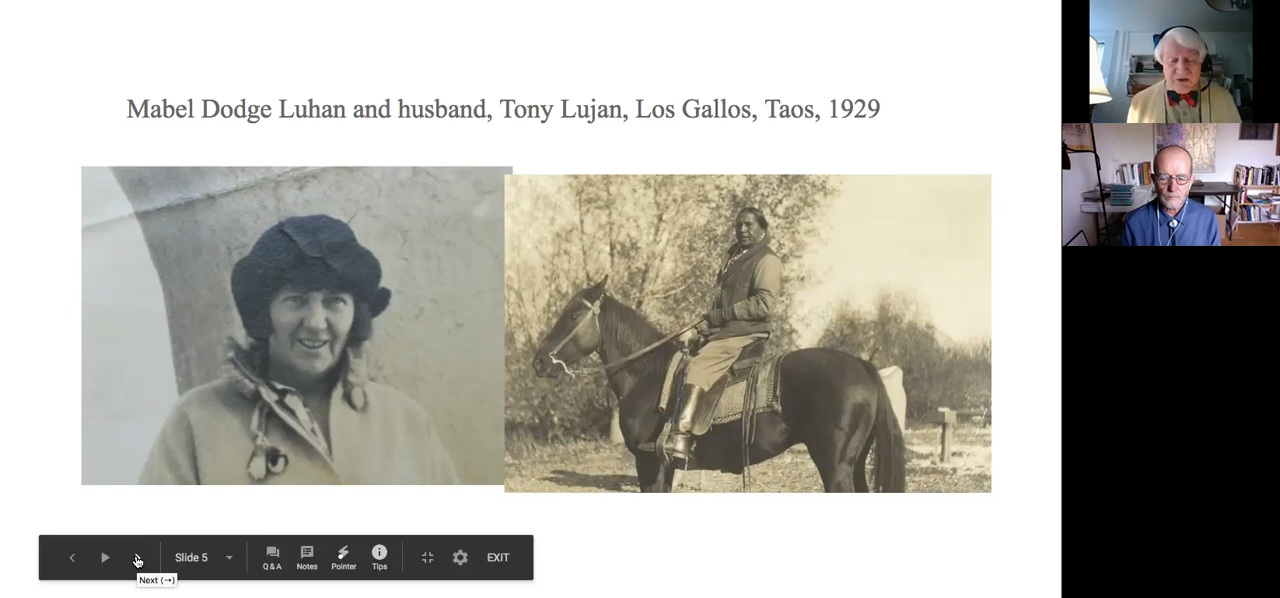 Mabel Dodge Luhan and husband, Tony Lujan, Los Gallos, Taos, 1929
Slide 5
Q & A
Notes
Pointer
Tips
EXIT
Next (→)